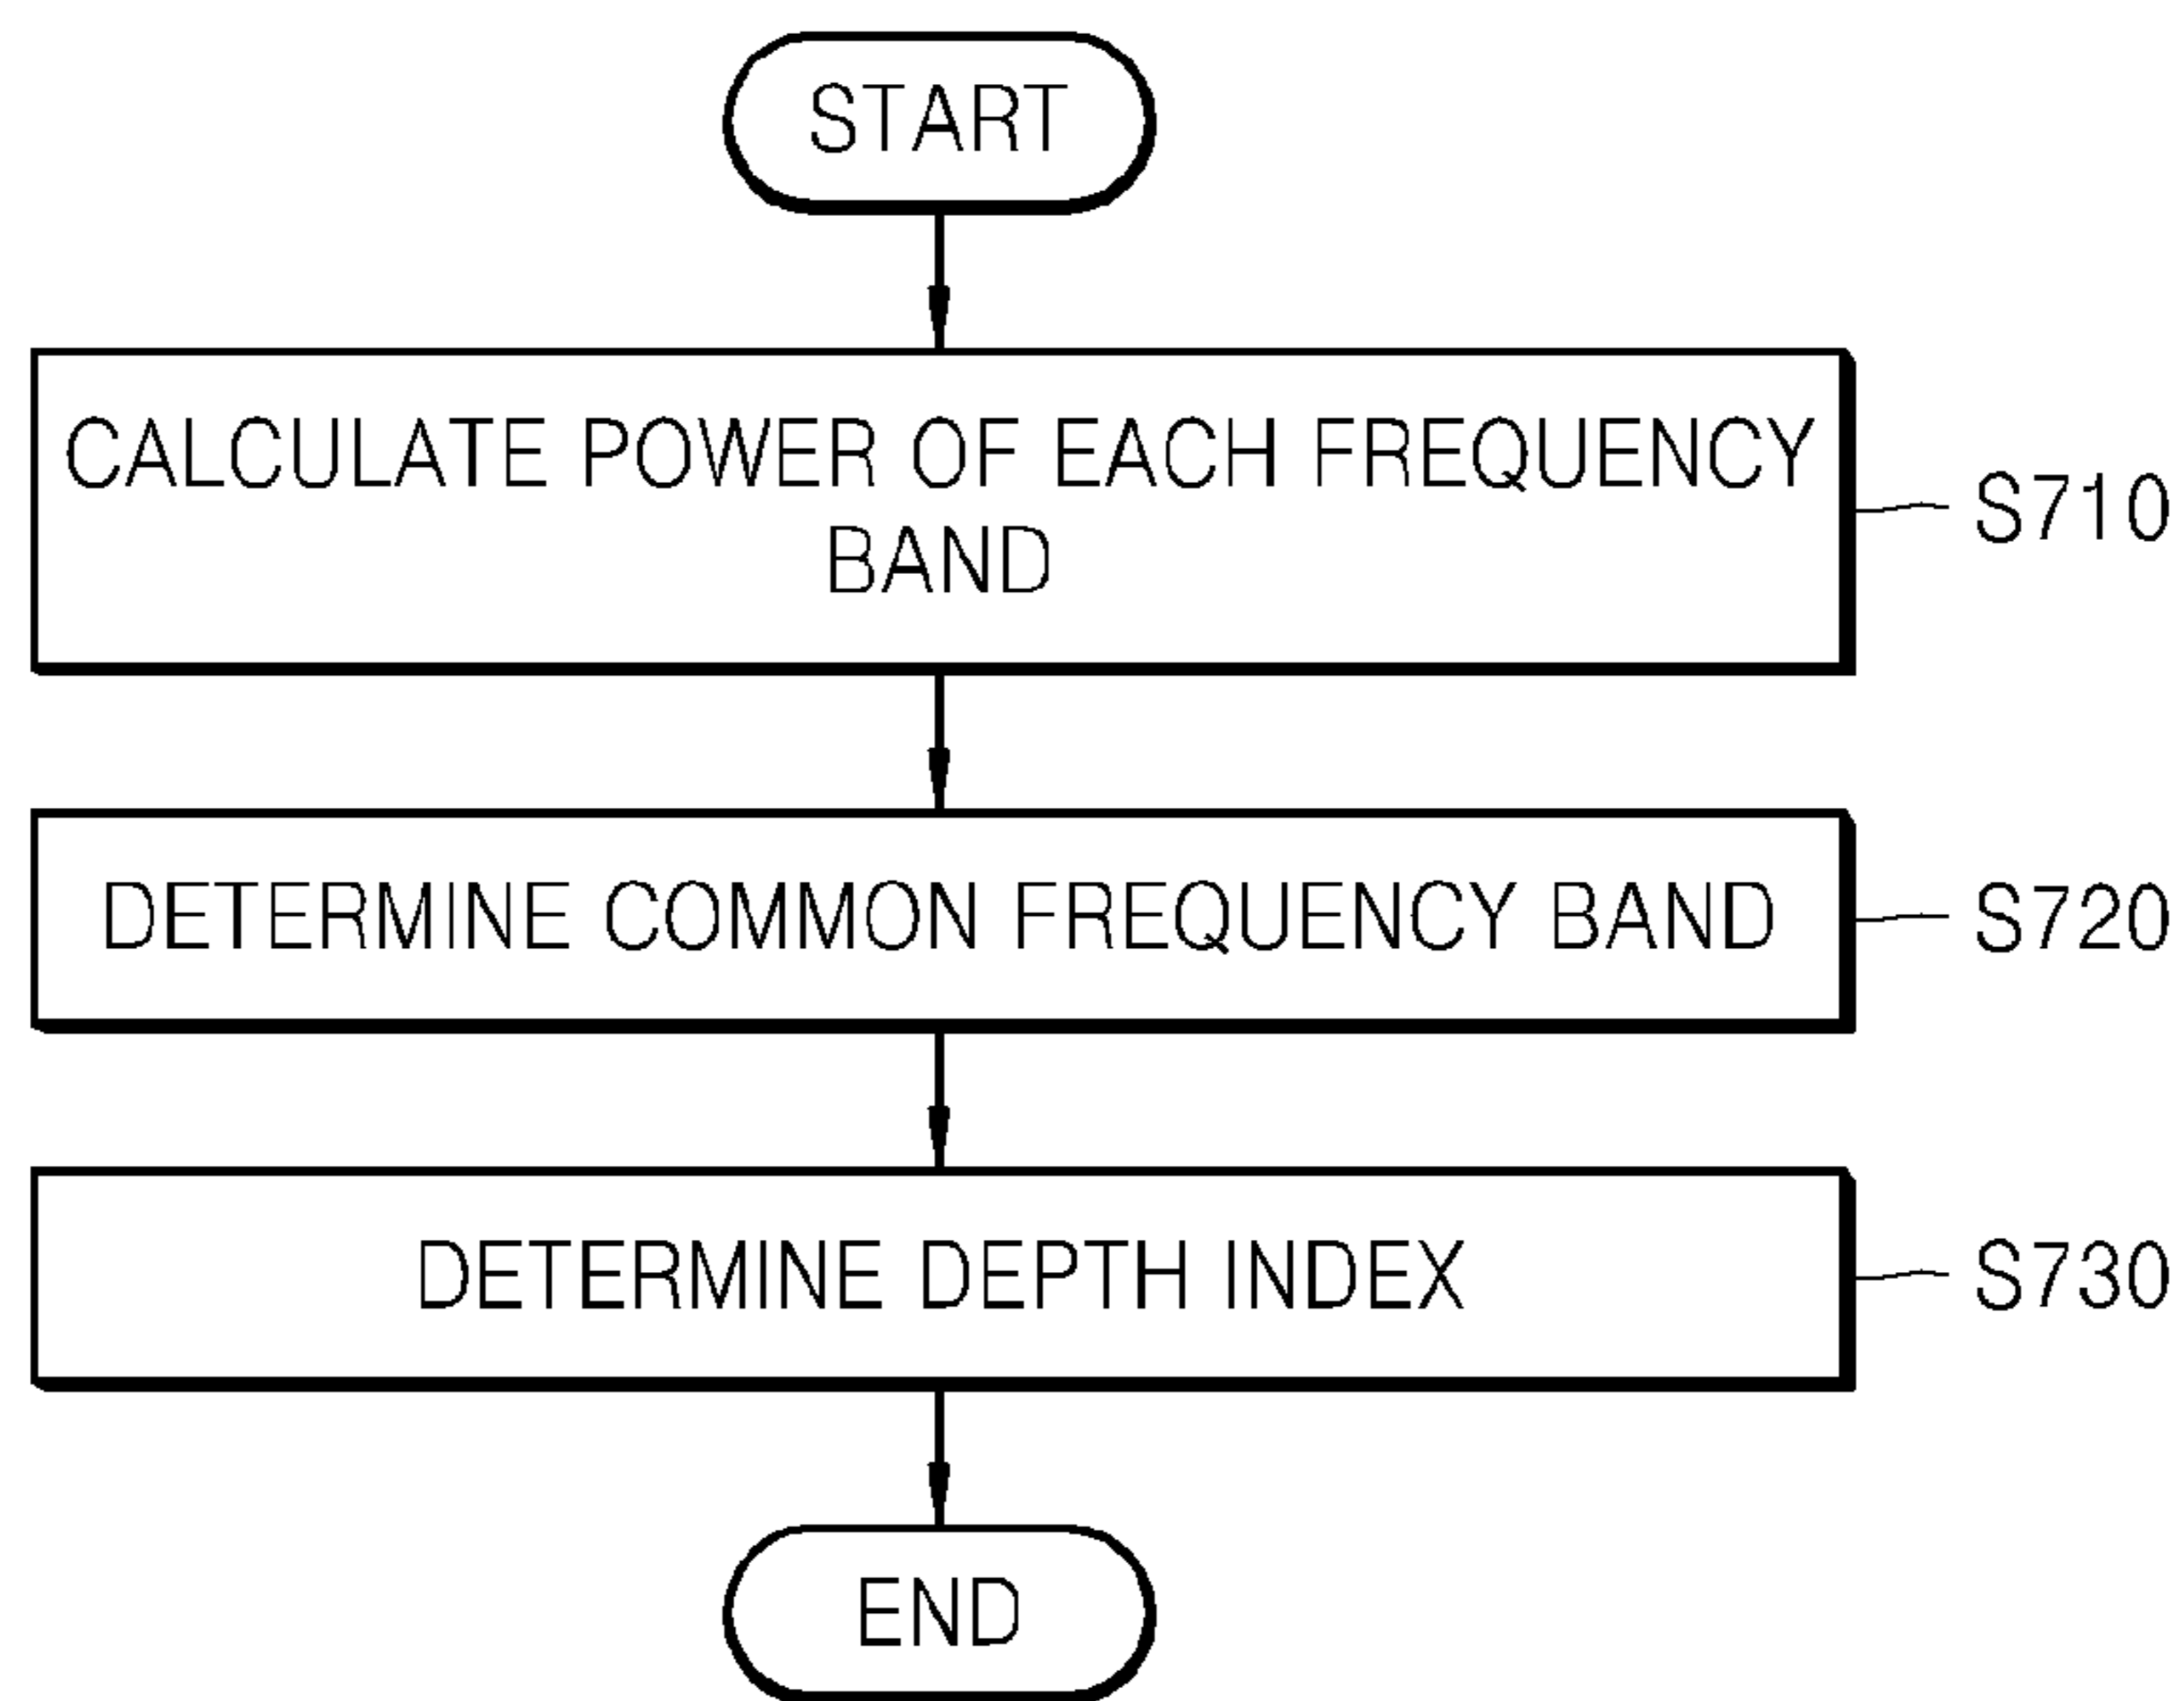 START
CALCULATE POWER OF EACH FREQUENCY
BAND
S710
DETERMINE COMMON FREQUENCY BAND
S720
DETERMINE DEPTH INDEX
S730
END